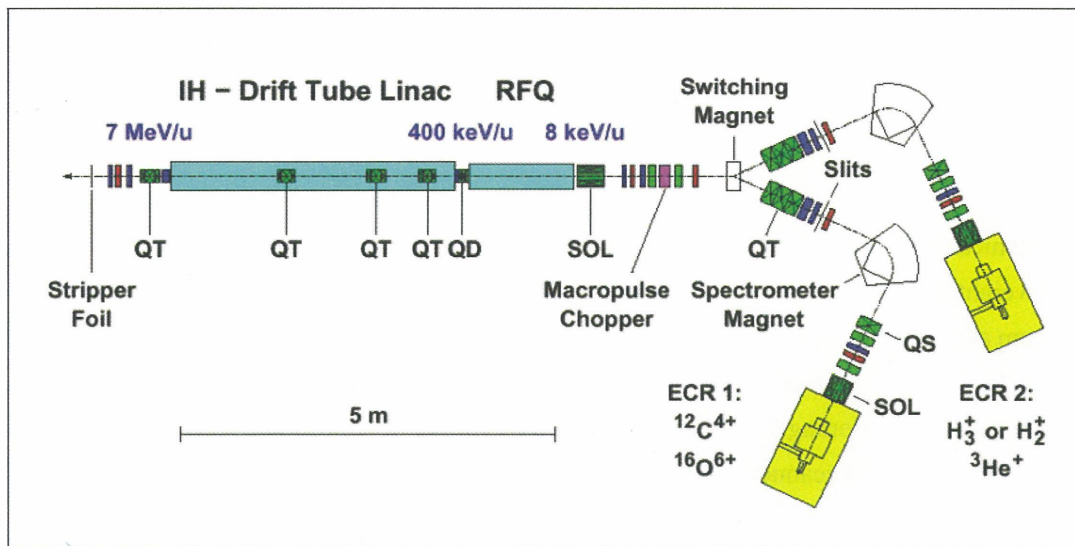 IH – Drift Tube Linac
RFQ
Switching
Magnet
7 MeV/u
400 keV/u
8 keV/u
Slits
QT
QT
QT
QT
QD
SOL
QT
Stripper
Foil
Macropulse
Chopper
Spectrometer
Magnet
QS
5 m
ECR 1:
¹²C⁴⁺
¹⁶O⁶⁺
SOL
ECR 2:
H₃⁺ or H₂⁺
³He⁺